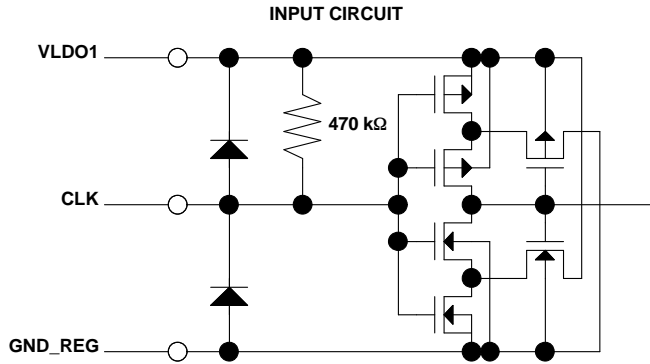 INPUT CIRCUIT
VLDO1
470 kΩ
CLK
GND_REG